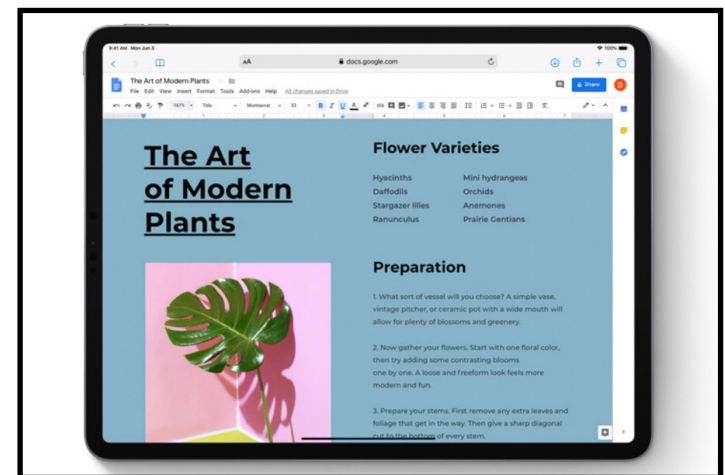 9:41 AM Mon Jun 3
100%
AA
docs.google.com
The Art of Modern Plants
File Edit View Insert Format Tools Add-ons Help All changes saved in Drive
Share
D
Title
Montserrat
B I U A
The Art
of Modern
Plants
Flower Varieties
Hyacinths
Daffodils
Stargazer lilies
Ranunculus
Mini hydrangeas
Orchids
Anemones
Prairie Gentians
Preparation
1. What sort of vessel will you choose? A simple vase,
vintage pitcher, or ceramic pot with a wide mouth will
allow for plenty of blossoms and greenery.
2. Now gather your flowers. Start with one floral color,
then try adding some contrasting blooms
one by one. A loose and freeform look feels more
modern and fun.
3. Prepare your stems. First remove any extra leaves and
foliage that get in the way. Then give a sharp diagonal
cut to the bottom of every stem.